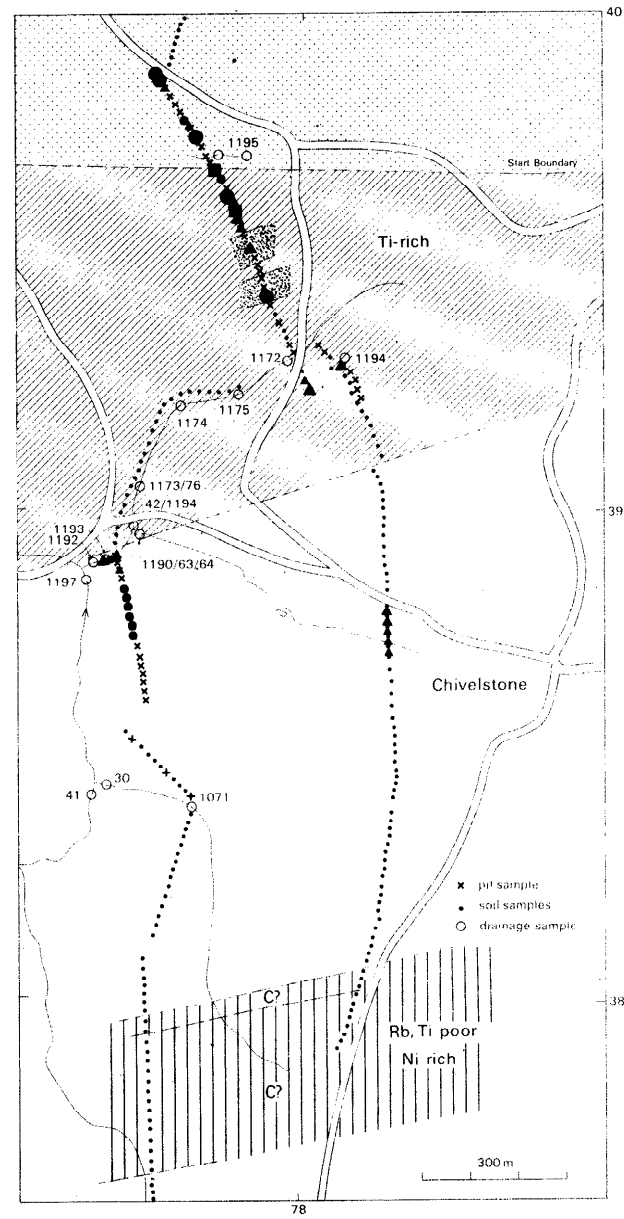 40
1195
Start Boundary
Ti-rich
1172
1194
1175
1174
1173/76
42/1194
39
1193
1192
1190/63/64
1197
Chivelstone
30
41
1071
pit sample
soil samples
drainage sample
C?
38
Rb, Ti poor
Ni rich
C?
300 m
78